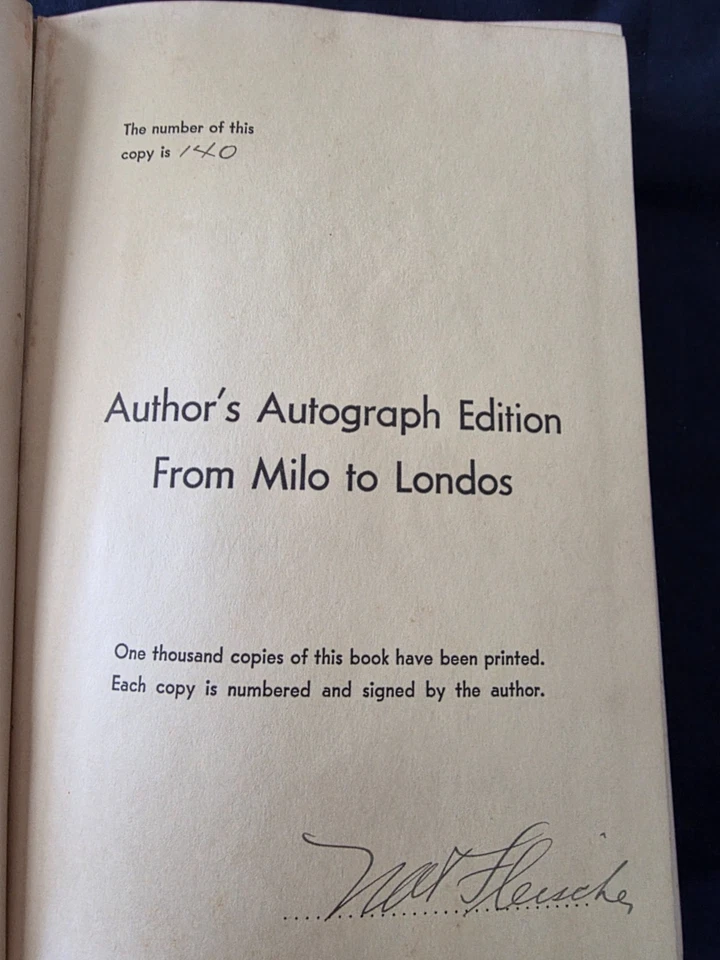 The number of this
copy is 140
Author's Autograph Edition
From Milo to Londos
One thousand copies of this book have been printed.
Each copy is numbered and signed by the author.
Nat Fleischer